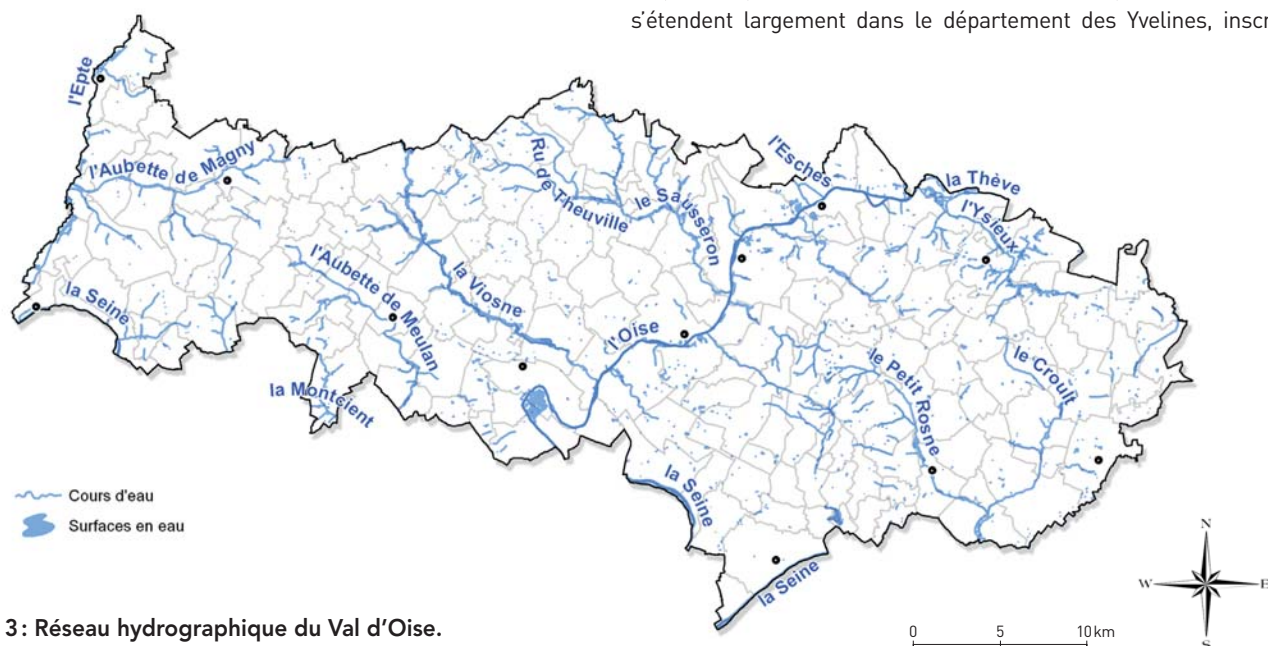 s'étendent largement dans le département des Yvelines, inscr
l'Epte
l'Aubette de Magny
Ru de Theuville
le Sausseron
l'Esches
la Thève
l'Ysieux
la Seine
l'Aubette de Meulan
la Viosne
l'Oise
le Petit Rosne
le Croult
la Montcient
la Seine
la Seine
Cours d'eau
Surfaces en eau
N
W E
S
3 : Réseau hydrographique du Val d'Oise.
0 5 10 km